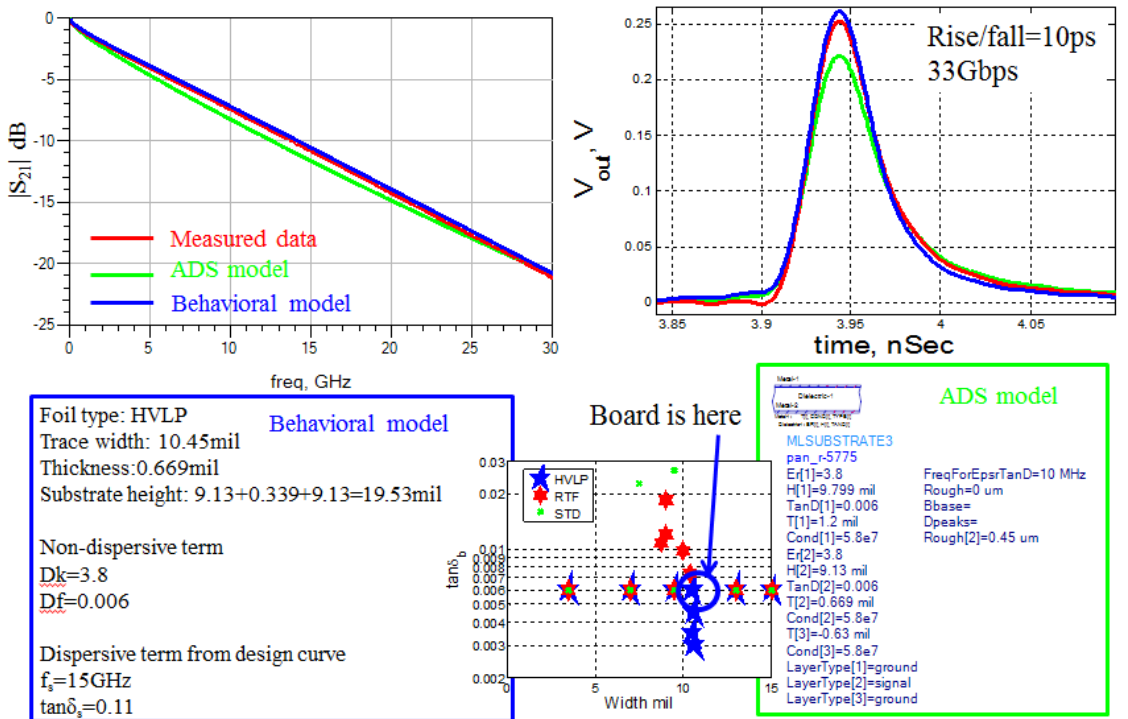 0
-5
-10
-15
-20
-25
|S21| dB
Measured data
ADS model
Behavioral model
0 5 10 15 20 25 30
freq, GHz
0.25
0.2
0.15
0.1
0.05
0
Vout, V
Rise/fall=10ps
33Gbps
3.85 3.9 3.95 4 4.05
time, nSec
Foil type: HVLP
Behavioral model
Trace width: 10.45mil
Thickness:0.669mil
Substrate height: 9.13+0.339+9.13=19.53mil
Non-dispersive term
Dk=3.8
Df=0.006
Dispersive term from design curve
fs=15GHz
tanδs=0.11
Board is here
HVLP
RTF
STD
0.03
0.02
0.01
0.009
0.008
0.007
0.006
0.005
0.004
0.003
0.002
tanδb
0 5 10 15
Width mil
ADS model
Metal-1
Dielectric-1
Metal-2
MLSUBSTRATE3
pan_r-5775
Er[1]=3.8
H[1]=9.799 mil
TanD[1]=0.006
T[1]=1.2 mil
Cond[1]=5.8e7
Er[2]=3.8
H[2]=9.13 mil
TanD[2]=0.006
T[2]=0.669 mil
Cond[2]=5.8e7
T[3]=-0.63 mil
Cond[3]=5.8e7
LayerType[1]=ground
LayerType[2]=signal
LayerType[3]=ground
FreqForEpsrTanD=10 MHz
Rough=0 um
Bbase=
Dpeaks=
Rough[2]=0.45 um